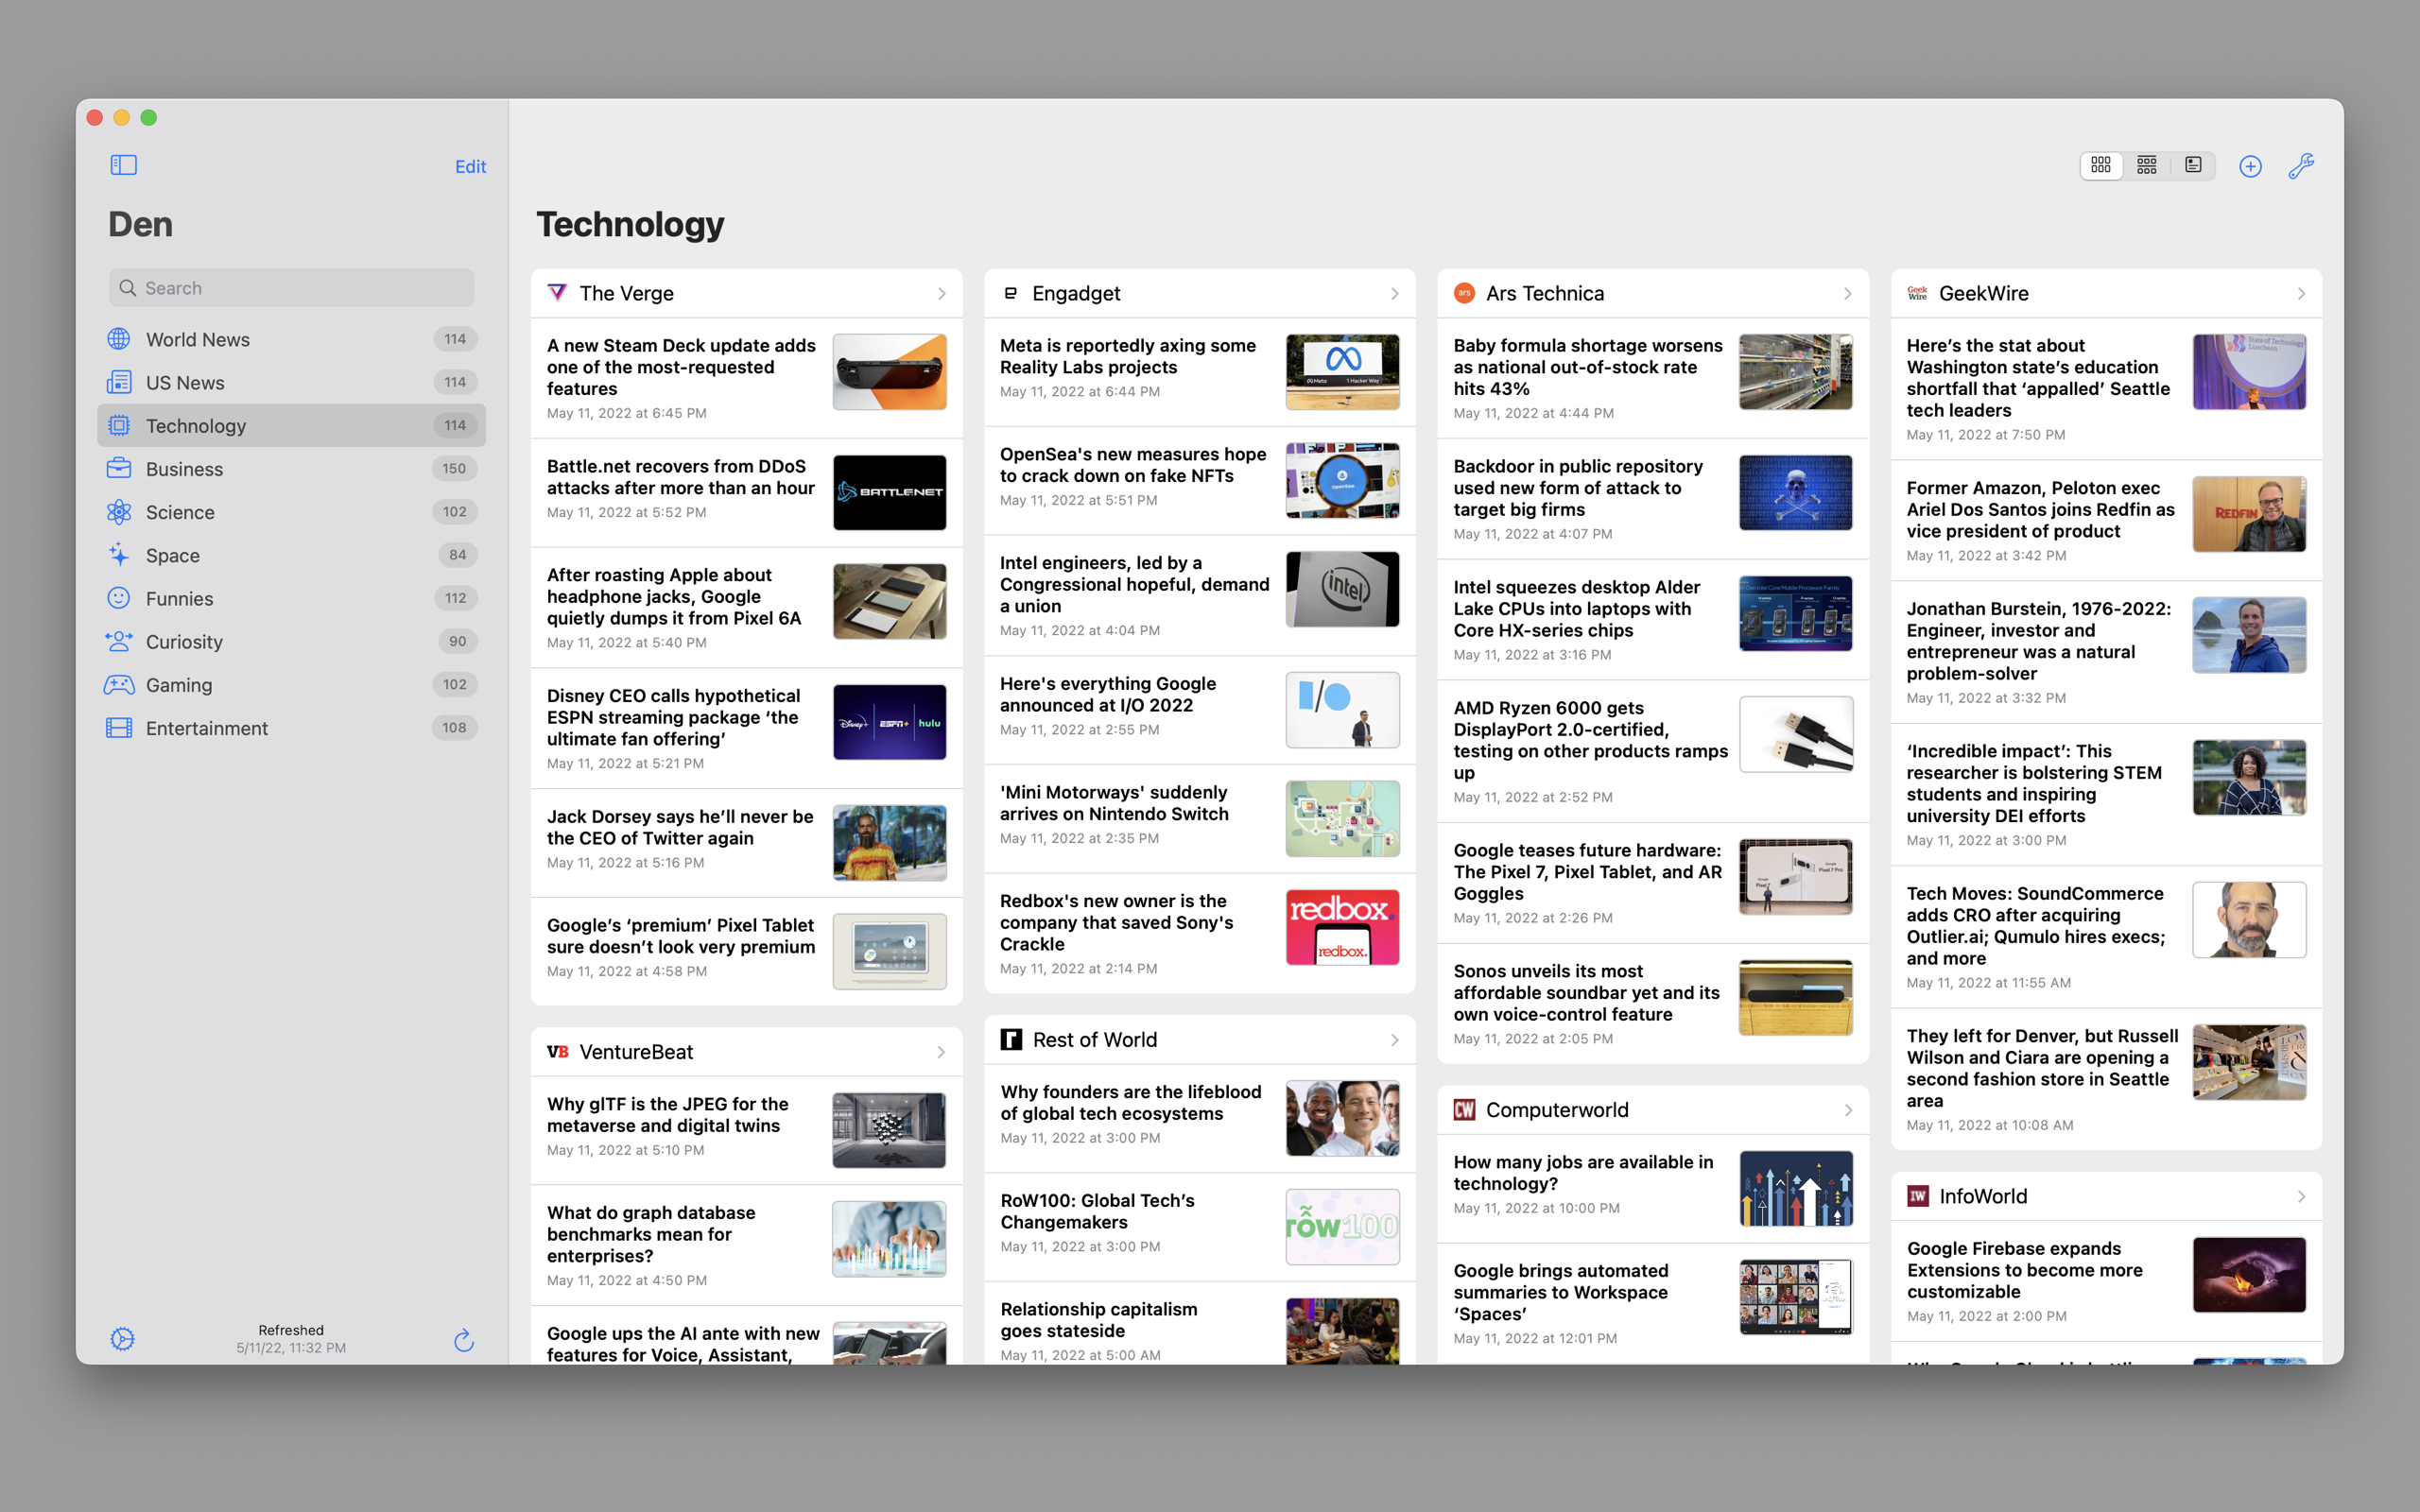 Edit
Den
Search
World News 114
US News 114
Technology 114
Business 150
Science 102
Space 84
Funnies 112
Curiosity 90
Gaming 102
Entertainment 108
Refreshed
5/11/22, 11:32 PM
Technology
The Verge
A new Steam Deck update adds
one of the most-requested
features
May 11, 2022 at 6:45 PM
Battle.net recovers from DDoS
attacks after more than an hour
May 11, 2022 at 5:52 PM
BATTLE.NET
After roasting Apple about
headphone jacks, Google
quietly dumps it from Pixel 6A
May 11, 2022 at 5:40 PM
Disney CEO calls hypothetical
ESPN streaming package ‘the
ultimate fan offering’
May 11, 2022 at 5:21 PM
Disney+ ESPN+ hulu
Jack Dorsey says he’ll never be
the CEO of Twitter again
May 11, 2022 at 5:16 PM
Google’s ‘premium’ Pixel Tablet
sure doesn’t look very premium
May 11, 2022 at 4:58 PM
VB VentureBeat
Why glTF is the JPEG for the
metaverse and digital twins
May 11, 2022 at 5:10 PM
What do graph database
benchmarks mean for
enterprises?
May 11, 2022 at 4:50 PM
Google ups the AI ante with new
features for Voice, Assistant,
e Engadget
Meta is reportedly axing some
Reality Labs projects
May 11, 2022 at 6:44 PM
Meta 1 Hacker Way
OpenSea's new measures hope
to crack down on fake NFTs
May 11, 2022 at 5:51 PM
OpenSea
Intel engineers, led by a
Congressional hopeful, demand
a union
May 11, 2022 at 4:04 PM
intel
Here's everything Google
announced at I/O 2022
May 11, 2022 at 2:55 PM
I/O
'Mini Motorways' suddenly
arrives on Nintendo Switch
May 11, 2022 at 2:35 PM
Redbox's new owner is the
company that saved Sony's
Crackle
May 11, 2022 at 2:14 PM
redbox.
redbox.
Rest of World
Why founders are the lifeblood
of global tech ecosystems
May 11, 2022 at 3:00 PM
RoW100: Global Tech’s
Changemakers
May 11, 2022 at 3:00 PM
rów100
Relationship capitalism
goes stateside
May 11, 2022 at 5:00 AM
ars Ars Technica
Baby formula shortage worsens
as national out-of-stock rate
hits 43%
May 11, 2022 at 4:44 PM
Backdoor in public repository
used new form of attack to
target big firms
May 11, 2022 at 4:07 PM
Intel squeezes desktop Alder
Lake CPUs into laptops with
Core HX-series chips
May 11, 2022 at 3:16 PM
AMD Ryzen 6000 gets
DisplayPort 2.0-certified,
testing on other products ramps
up
May 11, 2022 at 2:52 PM
Google teases future hardware:
The Pixel 7, Pixel Tablet, and AR
Goggles
May 11, 2022 at 2:26 PM
Pixel 7 Pro
Sonos unveils its most
affordable soundbar yet and its
own voice-control feature
May 11, 2022 at 2:05 PM
CW Computerworld
How many jobs are available in
technology?
May 11, 2022 at 10:00 PM
Google brings automated
summaries to Workspace
‘Spaces’
May 11, 2022 at 12:01 PM
Geek Wire GeekWire
Here’s the stat about
Washington state’s education
shortfall that ‘appalled’ Seattle
tech leaders
May 11, 2022 at 7:50 PM
State of Technology
Luncheon
Former Amazon, Peloton exec
Ariel Dos Santos joins Redfin as
vice president of product
May 11, 2022 at 3:42 PM
REDFIN
Jonathan Burstein, 1976-2022:
Engineer, investor and
entrepreneur was a natural
problem-solver
May 11, 2022 at 3:32 PM
‘Incredible impact’: This
researcher is bolstering STEM
students and inspiring
university DEI efforts
May 11, 2022 at 3:00 PM
Tech Moves: SoundCommerce
adds CRO after acquiring
Outlier.ai; Qumulo hires execs;
and more
May 11, 2022 at 11:55 AM
They left for Denver, but Russell
Wilson and Ciara are opening a
second fashion store in Seattle
area
May 11, 2022 at 10:08 AM
IW InfoWorld
Google Firebase expands
Extensions to become more
customizable
May 11, 2022 at 2:00 PM